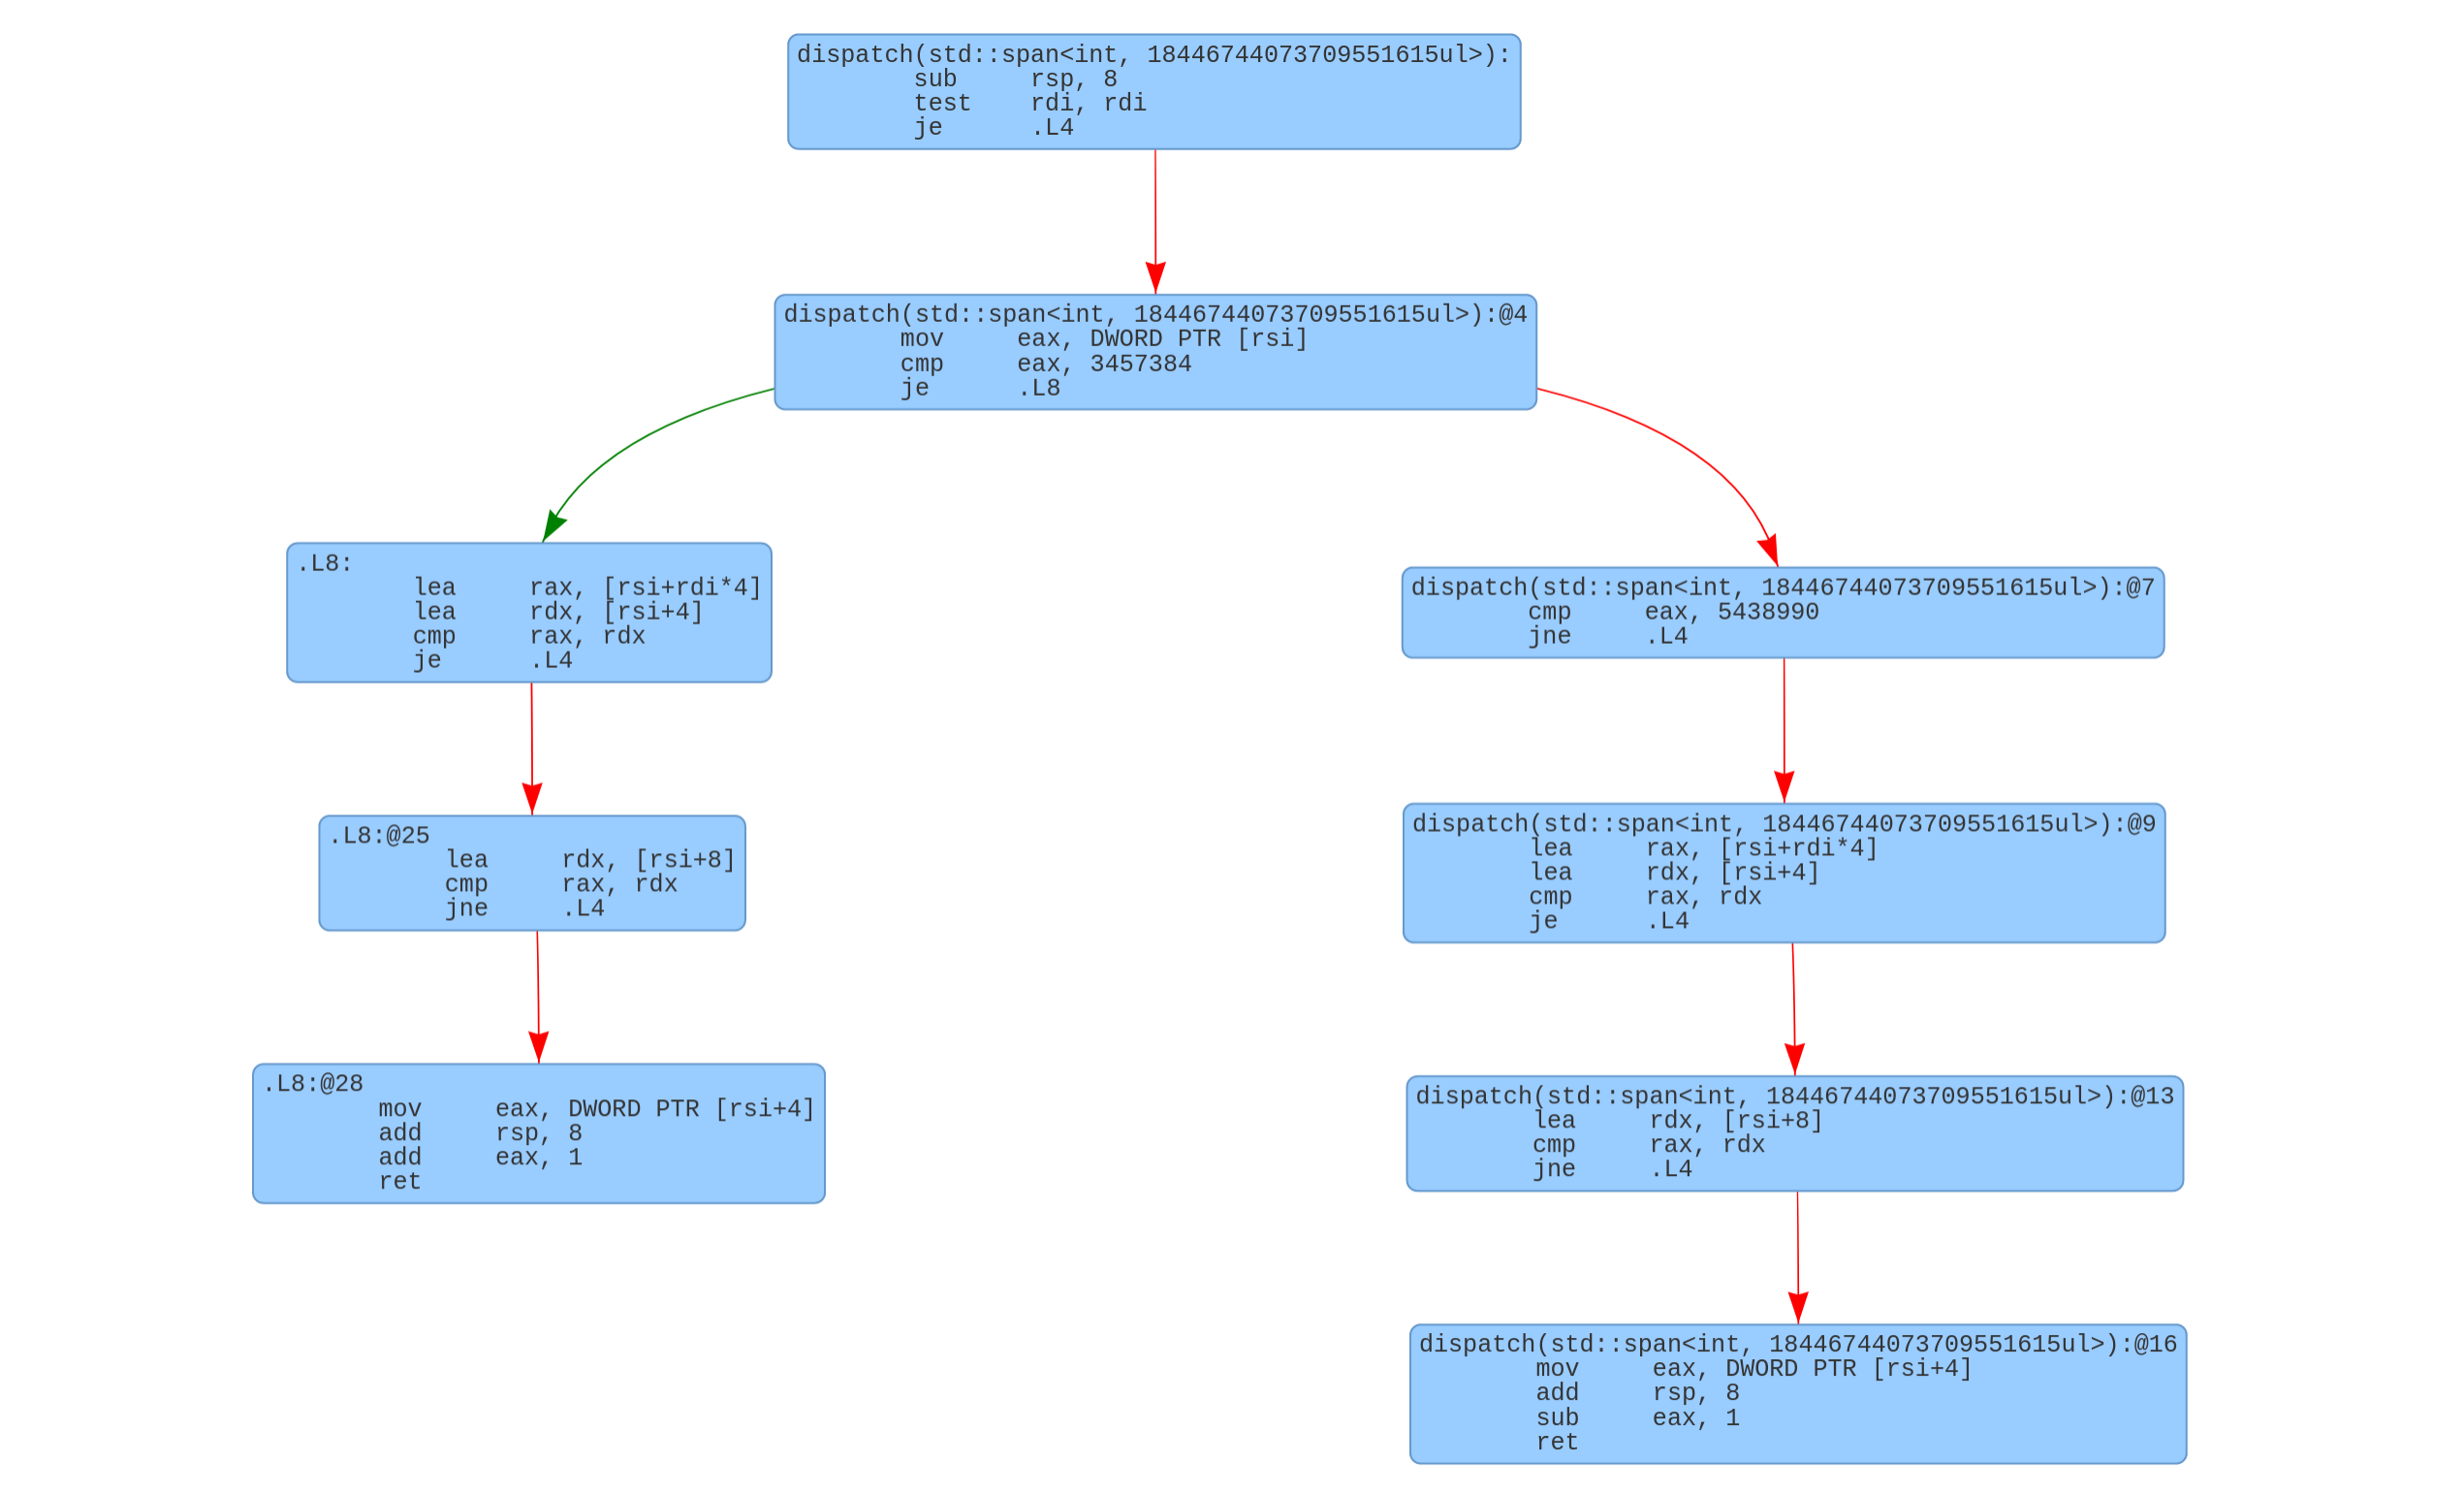 dispatch(std::span<int, 18446744073709551615ul>):
sub rsp, 8
test rdi, rdi
je .L4
dispatch(std::span<int, 18446744073709551615ul>):@4
mov eax, DWORD PTR [rsi]
cmp eax, 3457384
je .L8
.L8:
lea rax, [rsi+rdi*4]
lea rdx, [rsi+4]
cmp rax, rdx
je .L4
dispatch(std::span<int, 18446744073709551615ul>):@7
cmp eax, 5438990
jne .L4
.L8:@25
lea rdx, [rsi+8]
cmp rax, rdx
jne .L4
dispatch(std::span<int, 18446744073709551615ul>):@9
lea rax, [rsi+rdi*4]
lea rdx, [rsi+4]
cmp rax, rdx
je .L4
.L8:@28
mov eax, DWORD PTR [rsi+4]
add rsp, 8
add eax, 1
ret
dispatch(std::span<int, 18446744073709551615ul>):@13
lea rdx, [rsi+8]
cmp rax, rdx
jne .L4
dispatch(std::span<int, 18446744073709551615ul>):@16
mov eax, DWORD PTR [rsi+4]
add rsp, 8
sub eax, 1
ret